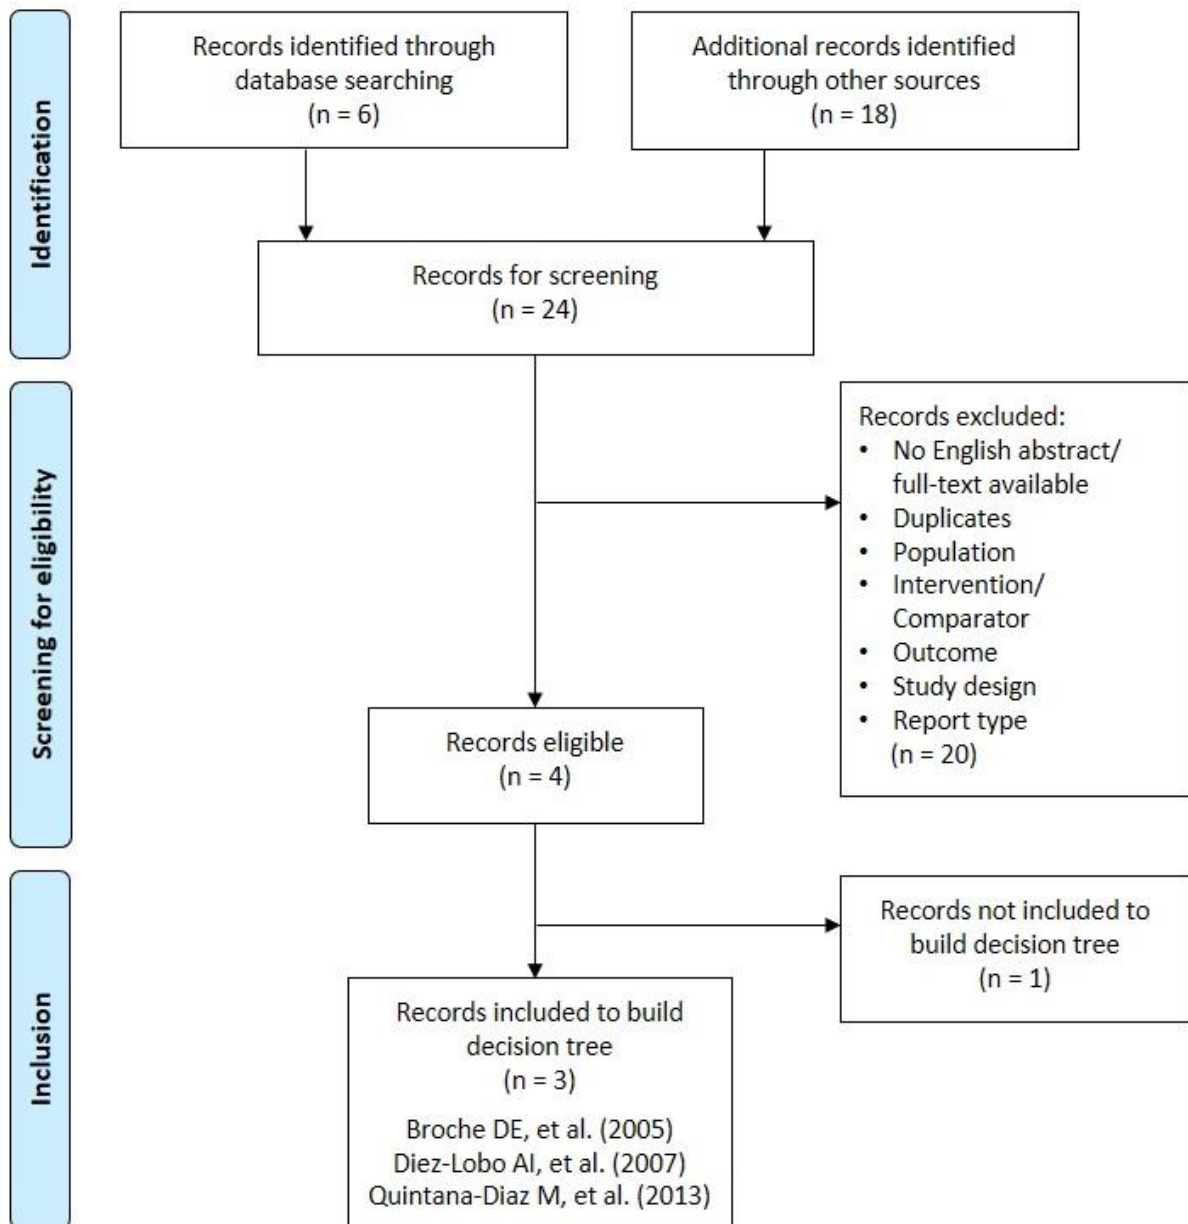 Identification
Records identified through
database searching
(n = 6)
Additional records identified
through other sources
(n = 18)
Records for screening
(n = 24)
Screening for eligibility
Records excluded:
• No English abstract/
full-text available
• Duplicates
• Population
• Intervention/
Comparator
• Outcome
• Study design
• Report type
(n = 20)
Records eligible
(n = 4)
Inclusion
Records not included to
build decision tree
(n = 1)
Records included to build
decision tree
(n = 3)
Broche DE, et al. (2005)
Diez-Lobo AI, et al. (2007)
Quintana-Diaz M, et al. (2013)